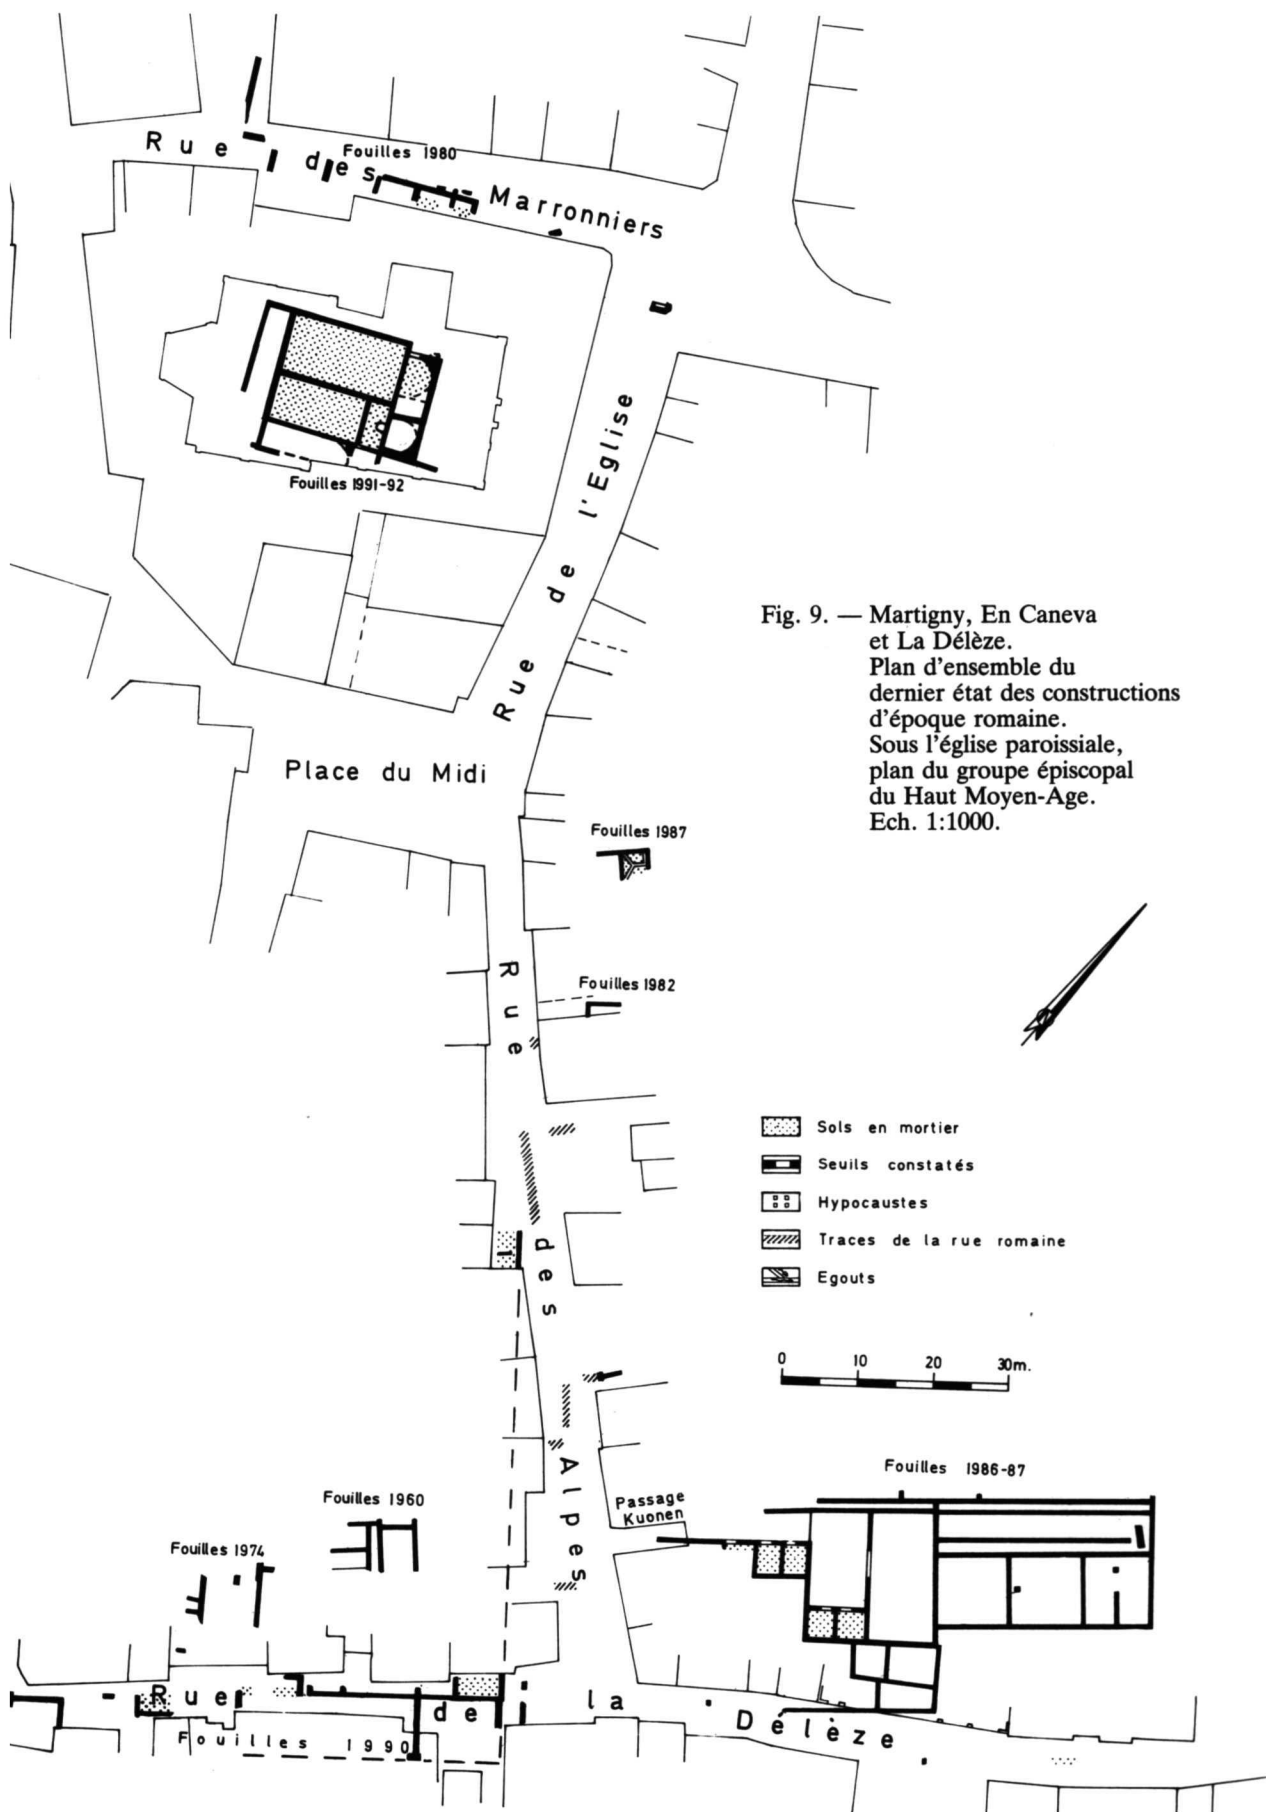 Rue des Marronniers
Fouilles 1980
Fouilles 1991-92
Rue de l'Eglise
Fig. 9. — Martigny, En Caneva
et La Délèze.
Plan d'ensemble du
dernier état des constructions
d'époque romaine.
Sous l'église paroissiale,
plan du groupe épiscopal
du Haut Moyen-Age.
Ech. 1:1000.
Place du Midi
Fouilles 1987
Fouilles 1982
Rue des Alpes
Sols en mortier
Seuils constatés
Hypocaustes
Traces de la rue romaine
Egouts
0 10 20 30m.
Fouilles 1986-87
Passage
Kuonen
Fouilles 1960
Fouilles 1974
Rue de la Délèze
Fouilles 1990